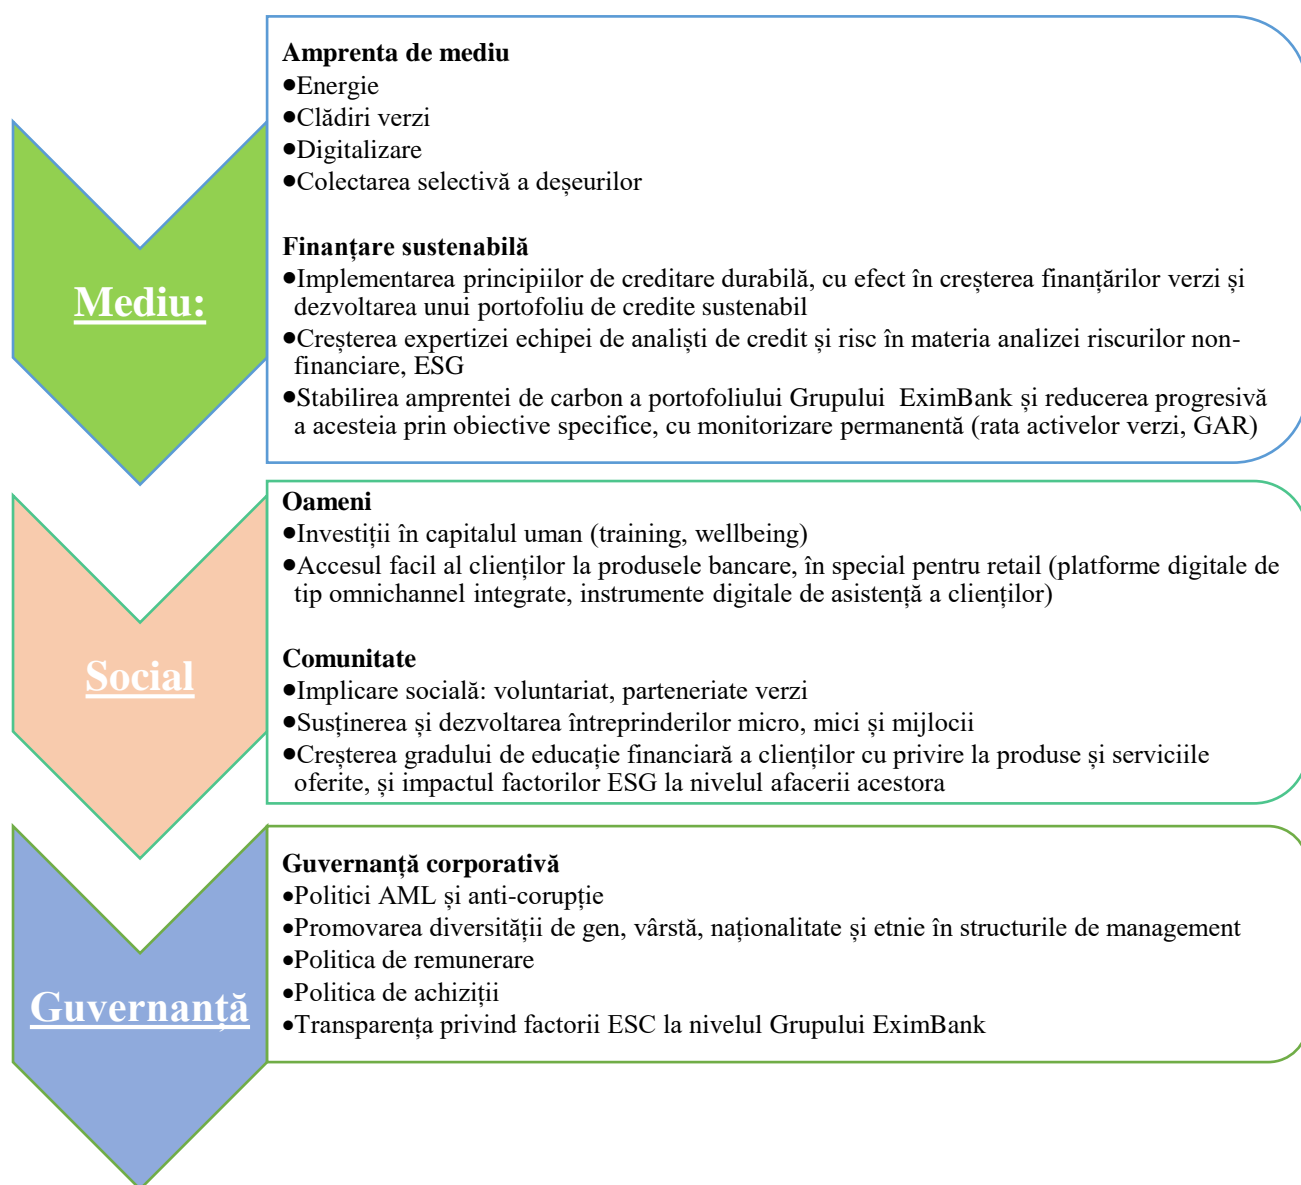 Mediu:
Amprenta de mediu
•Energie
•Clădiri verzi
•Digitalizare
•Colectarea selectivă a deșeurilor
Finanțare sustenabilă
•Implementarea principiilor de creditare durabilă, cu efect în creșterea finanțărilor verzi și
dezvoltarea unui portofoliu de credite sustenabil
•Creșterea expertizei echipei de analiști de credit și risc în materia analizei riscurilor non-
financiare, ESG
•Stabilirea amprentei de carbon a portofoliului Grupului EximBank și reducerea progresivă
a acesteia prin obiective specifice, cu monitorizare permanentă (rata activelor verzi, GAR)
Social
Oameni
•Investiții în capitalul uman (training, wellbeing)
•Accesul facil al clienților la produsele bancare, în special pentru retail (platforme digitale de
tip omnichannel integrate, instrumente digitale de asistență a clienților)
Comunitate
•Implicare socială: voluntariat, parteneriate verzi
•Susținerea și dezvoltarea întreprinderilor micro, mici și mijlocii
•Creșterea gradului de educație financiară a clienților cu privire la produse și serviciile
oferite, și impactul factorilor ESG la nivelul afacerii acestora
Guvernanță
Guvernanță corporativă
•Politici AML și anti-corupție
•Promovarea diversității de gen, vârstă, naționalitate și etnie în structurile de management
•Politica de remunerare
•Politica de achiziții
•Transparența privind factorii ESC la nivelul Grupului EximBank